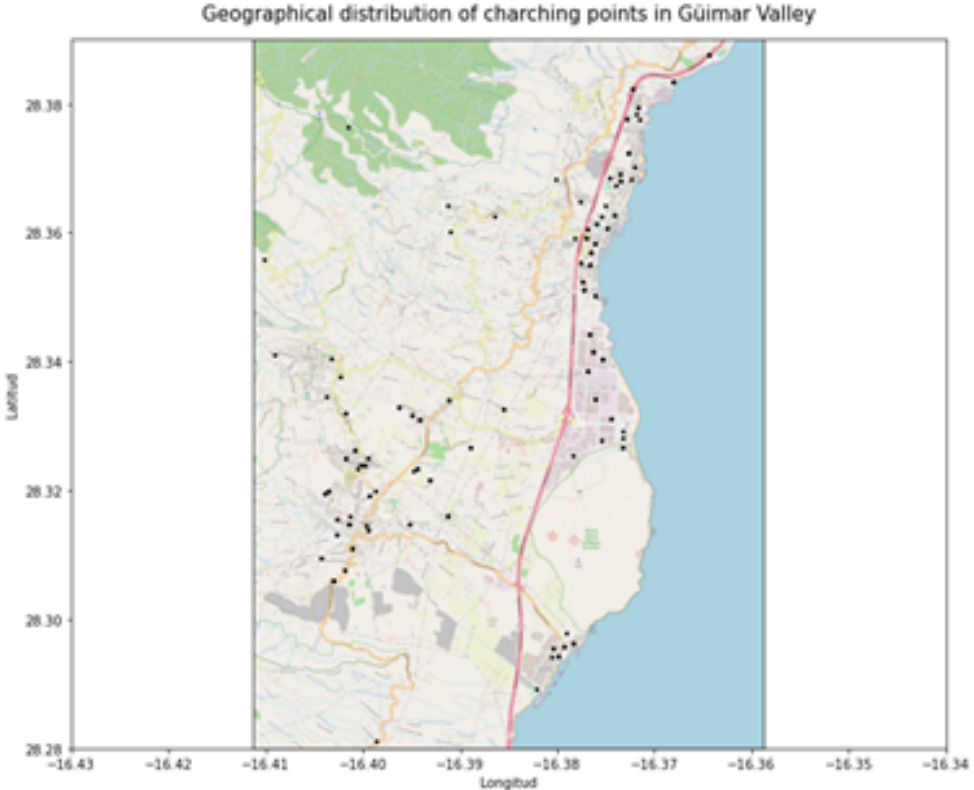 Geographical distribution of charching points in Güimar Valley
28.38
28.36
28.34
28.32
28.30
28.28
Latitud
−16.43 −16.42 −16.41 −16.40 −16.39 −16.38 −16.37 −16.36 −16.35 −16.34
Longitud